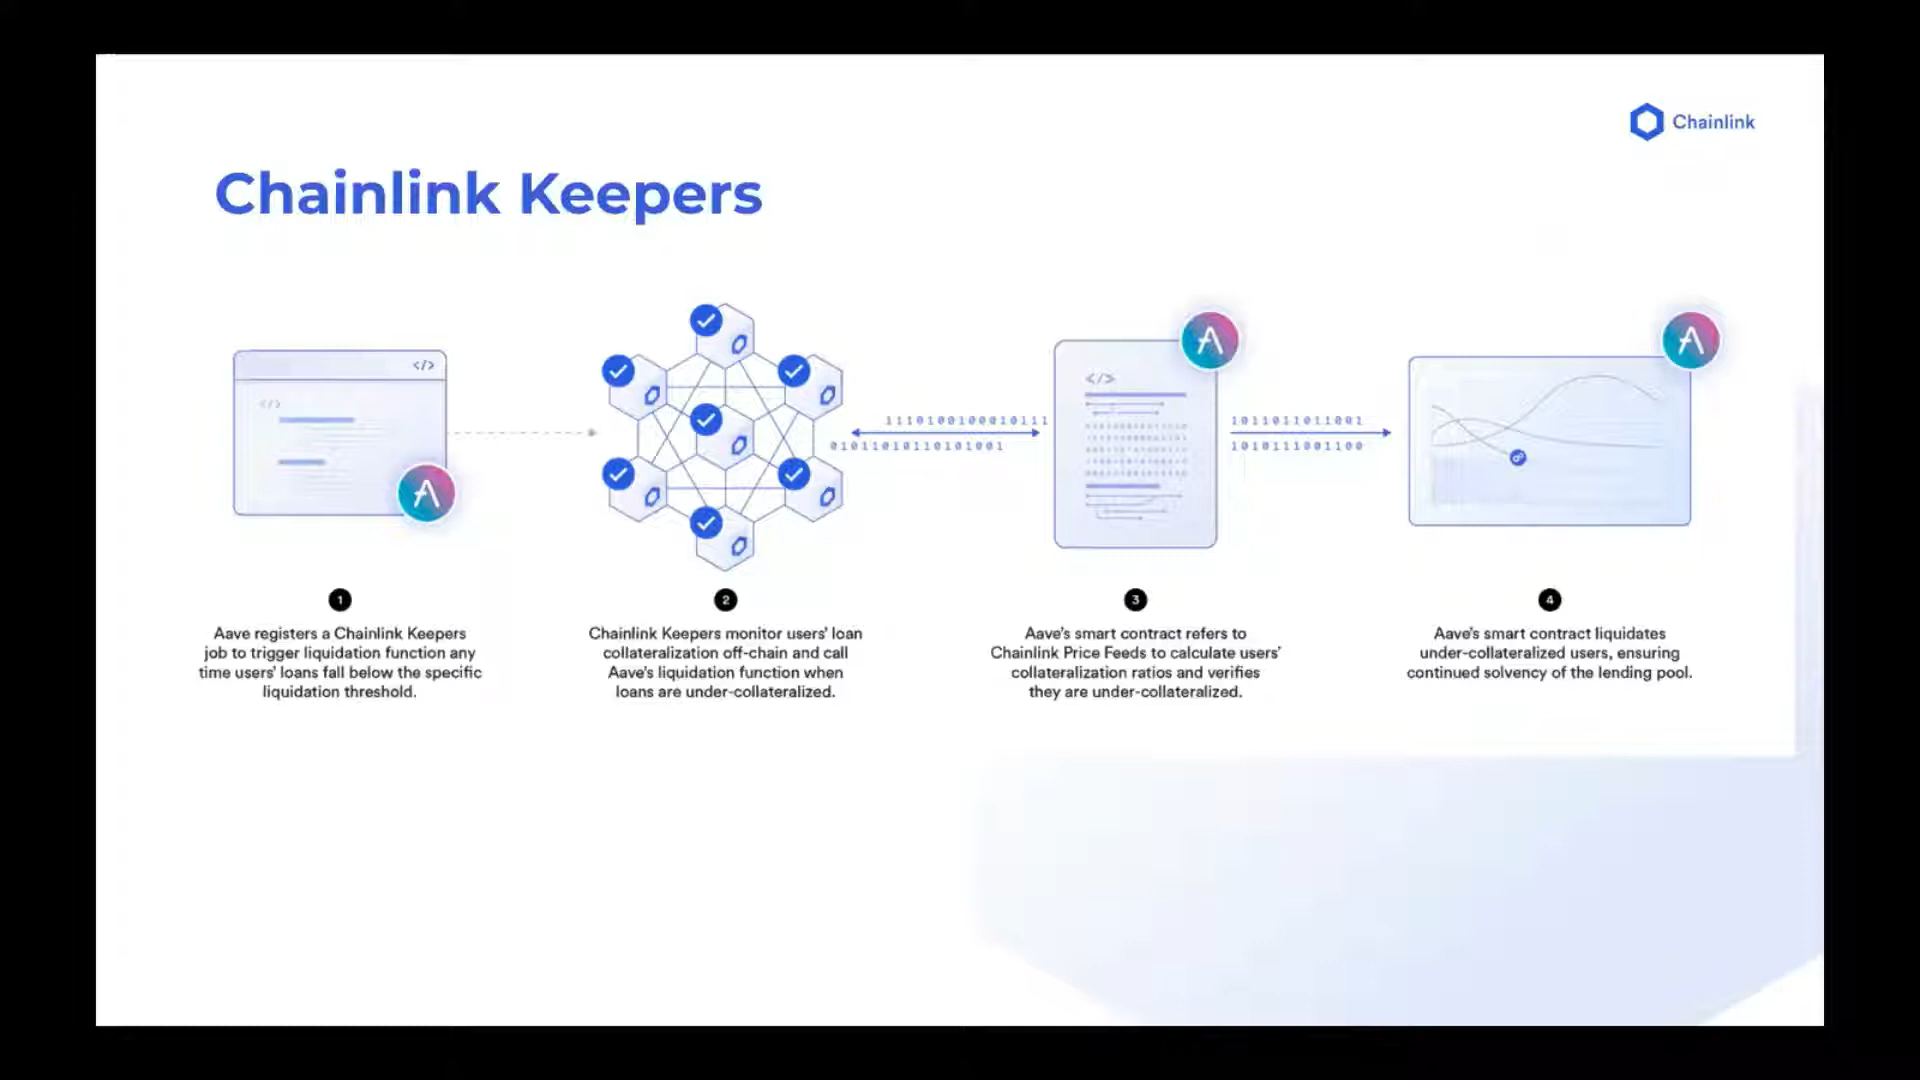 Chainlink
Chainlink Keepers
</>
</>
</>
1110100100010111
01011010110101001
1011011011001
1010111001100
1
Aave registers a Chainlink Keepers
job to trigger liquidation function any
time users' loans fall below the specific
liquidation threshold.
2
Chainlink Keepers monitor users' loan
collateralization off-chain and call
Aave's liquidation function when
loans are under-collateralized.
3
Aave's smart contract refers to
Chainlink Price Feeds to calculate users'
collateralization ratios and verifies
they are under-collateralized.
4
Aave's smart contract liquidates
under-collateralized users, ensuring
continued solvency of the lending pool.